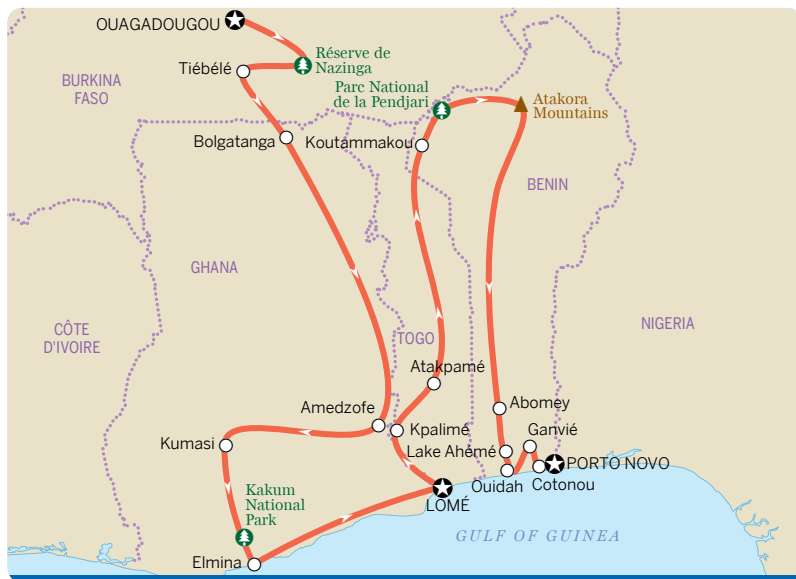 OUAGADOUGOU
Réserve de
Nazinga
Tiébélé
BURKINA
FASO
Parc National
de la Pendjari
Atakora
Mountains
Bolgatanga
Koutammakou
BENIN
GHANA
NIGERIA
CÔTE
D'IVOIRE
TOGO
Atakpamé
Amedzofe
Abomey
Kpalimé
Ganvié
Kumasi
Lake Ahémé
PORTO NOVO
Ouidah
Cotonou
Kakum
National
Park
LOMÉ
GULF OF GUINEA
Elmina